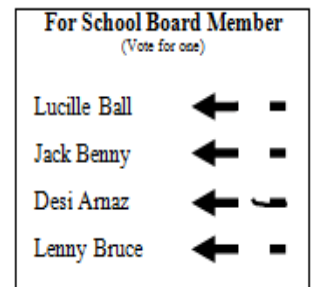 For School Board Member
(Vote for one)
Lucille Ball
Jack Benny
Desi Arnaz
Lenny Bruce